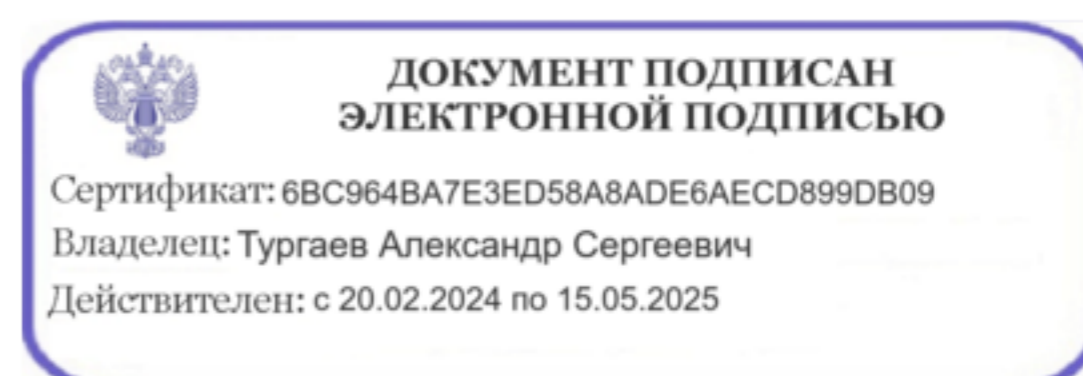 ДОКУМЕНТ ПОДПИСАН
ЭЛЕКТРОННОЙ ПОДПИСЬЮ
Сертификат: 6BC964BA7E3ED58A8ADE6AECD899DB09
Владелец: Тургаев Александр Сергеевич
Действителен: с 20.02.2024 по 15.05.2025